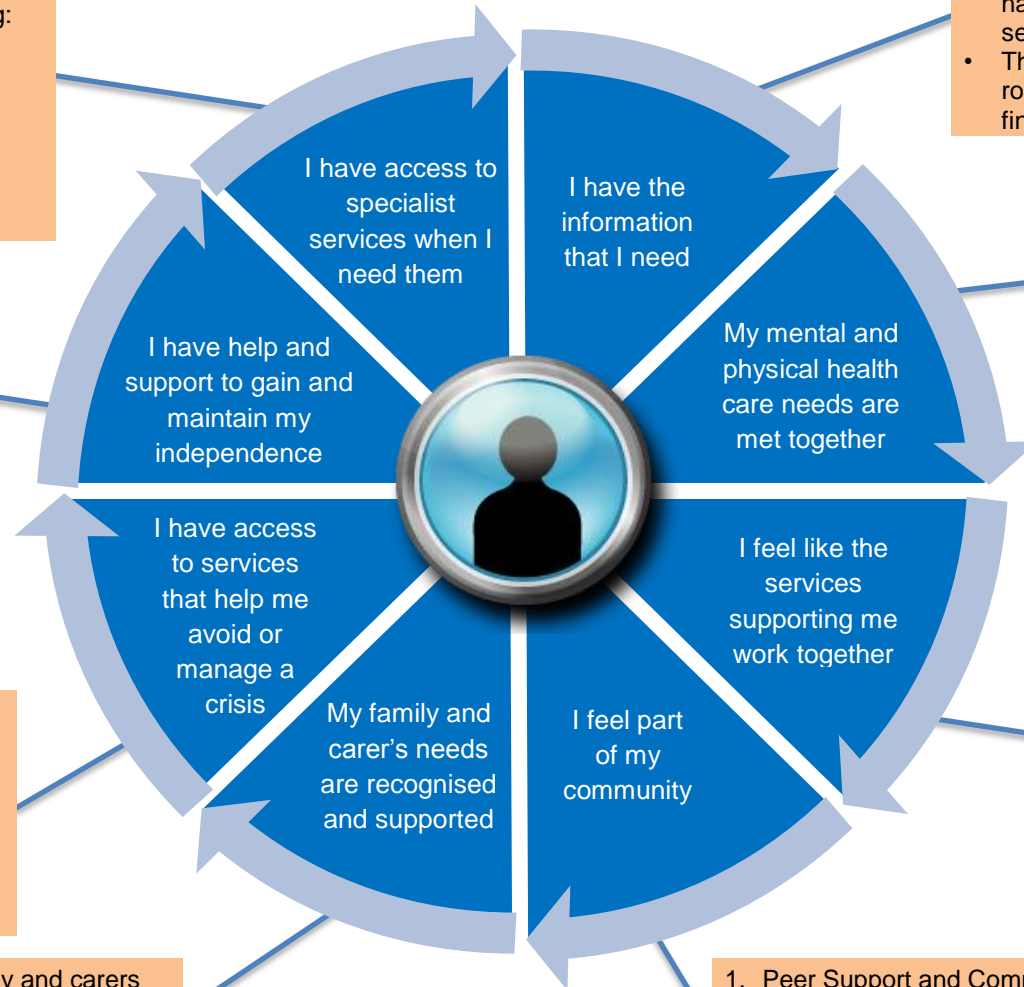 I have access to
specialist
services when I
need them
I have the
information
that I need
My mental and
physical health
care needs are
met together
I feel like the
services
supporting me
work together
I feel part
of my
community
My family and
carer's needs
are recognised
and supported
I have access
to services
that help me
avoid or
manage a
crisis
I have help and
support to gain and
maintain my
independence
and carers
1. Peer Support and